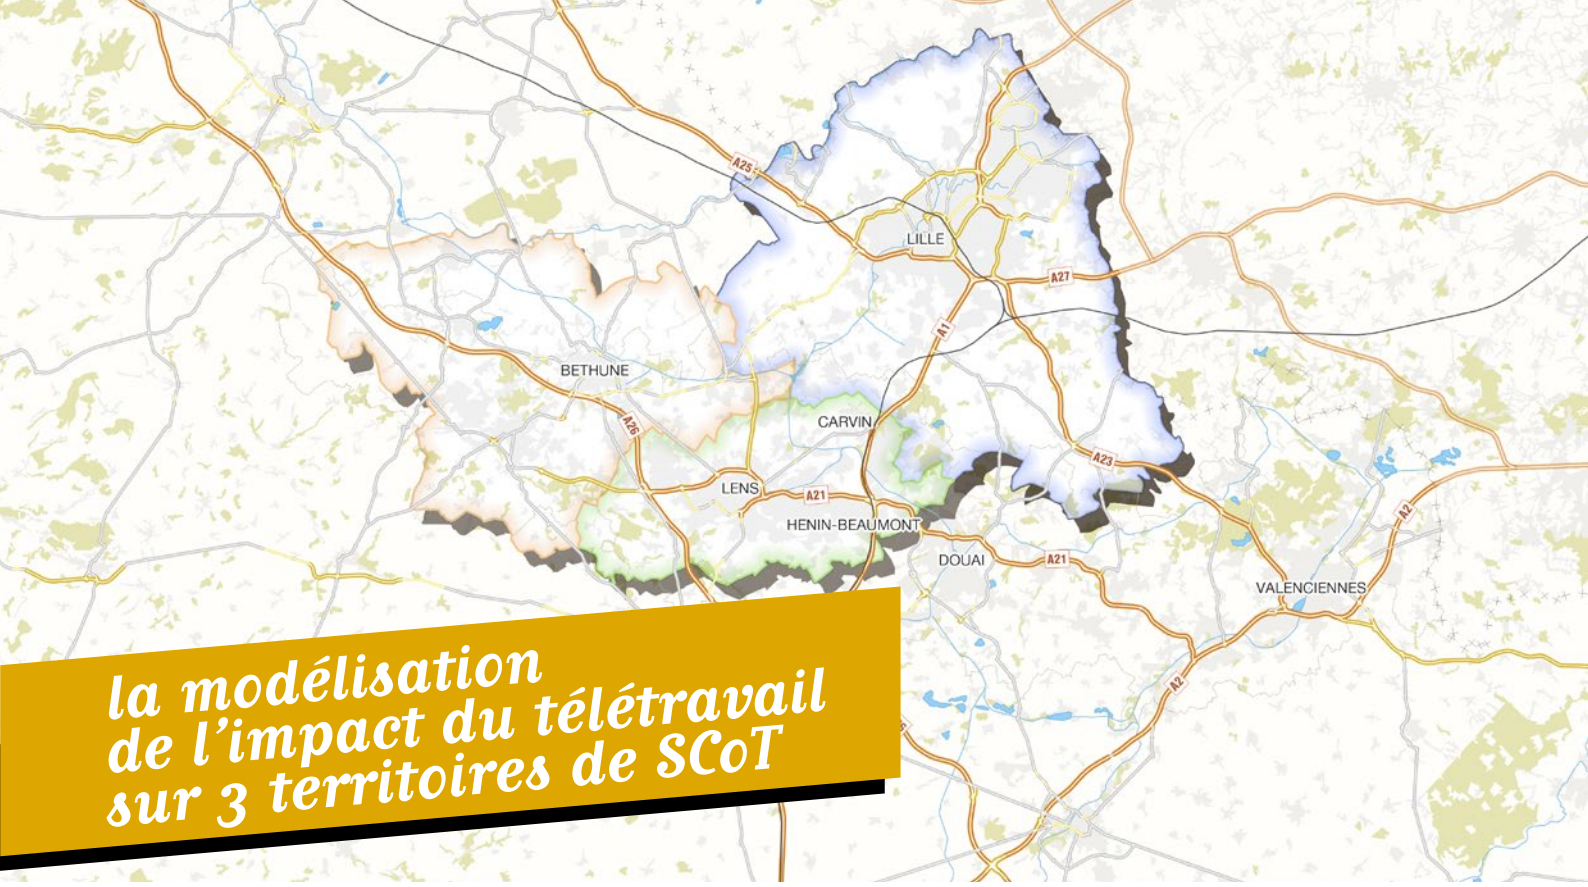 A25
LILLE
A27
A1
BETHUNE
A26
CARVIN
A23
LENS
A21
A2
HENIN-BEAUMONT
DOUAI
A21
VALENCIENNES
A2
la modélisation
de l'impact du télétravail
sur 3 territoires de SCoT